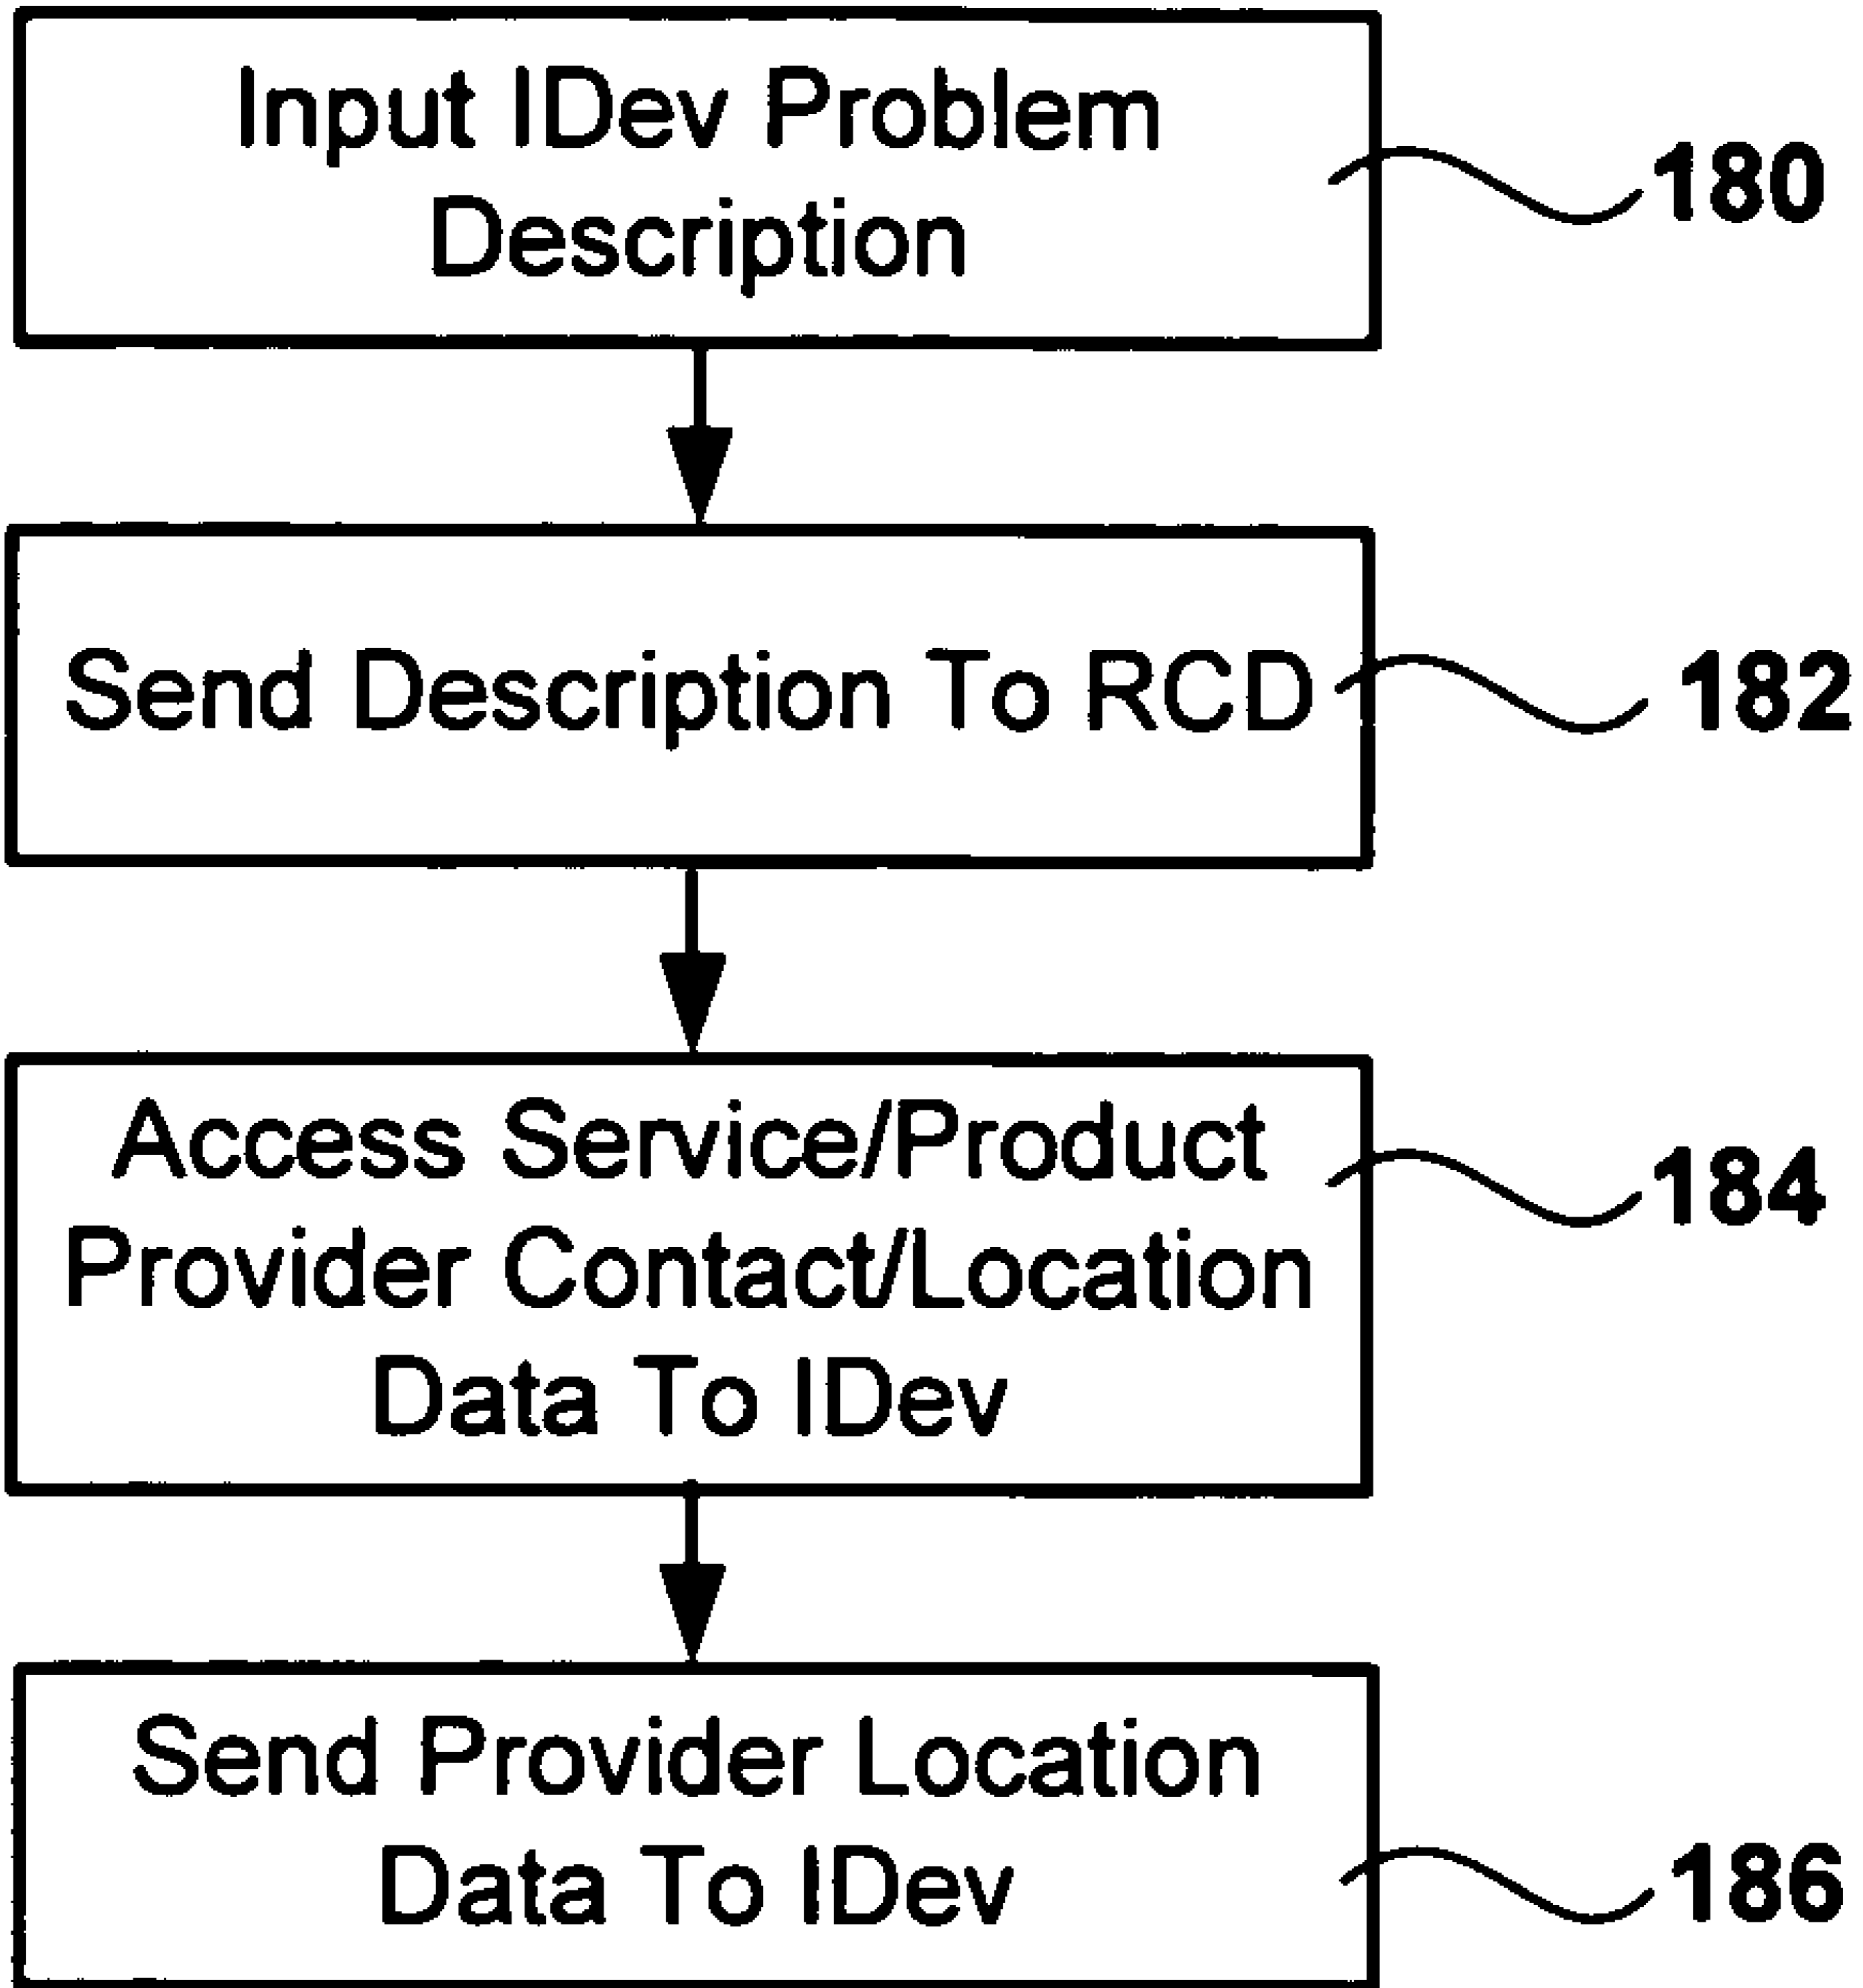 Input IDev Problem
Description
180
Send Description To RCD
182
Access Service/Product
Provider Contact/Location
Data To IDev
184
Send Provider Location
Data To IDev
186